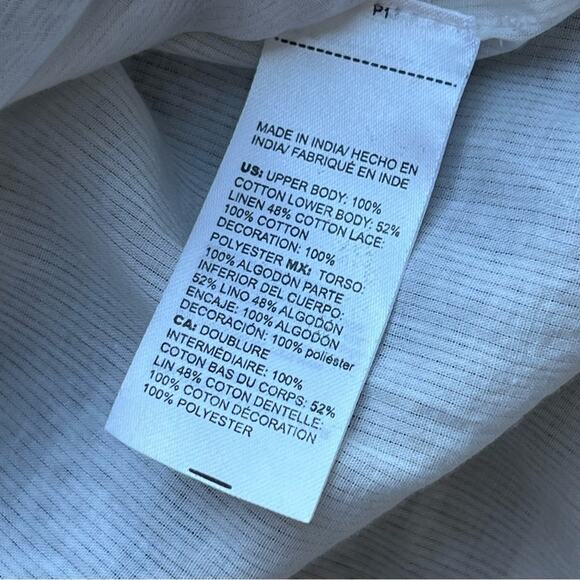 P1
MADE IN INDIA/ HECHO EN
INDIA/ FABRIQUÉ EN INDE
US: UPPER BODY: 100%
COTTON LOWER BODY: 52%
LINEN 48% COTTON LACE:
100% COTTON
DECORATION: 100%
POLYESTER MX: TORSO:
100% ALGODÓN PARTE
INFERIOR DEL CUERPO:
52% LINO 48% ALGODÓN
ENCAJE: 100% ALGODÓN
DECORACIÓN: 100% poliéster
CA: DOUBLURE
INTERMÉDIAIRE: 100%
COTON BAS DU CORPS: 52%
LIN 48% COTON DENTELLE:
100% COTON DÉCORATION
100% POLYESTER